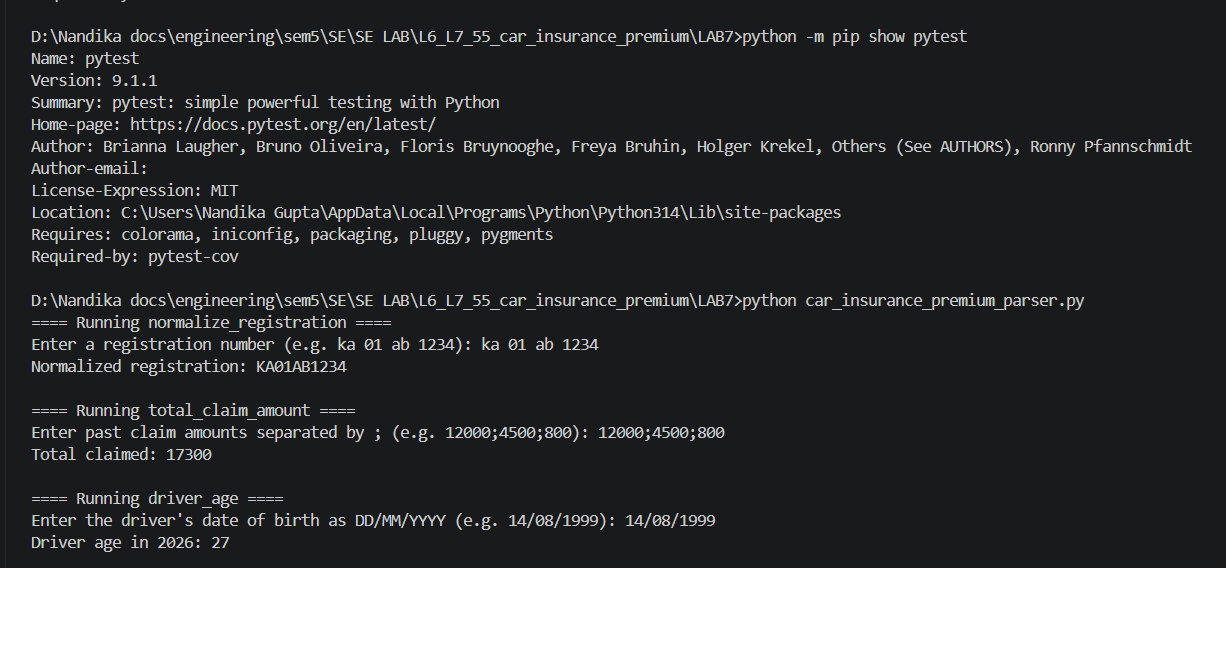 D:\Nandika docs\engineering\sem5\SE\SE LAB\L6_L7_55_car_insurance_premium\LAB7>python -m pip show pytest
Name: pytest
Version: 9.1.1
Summary: pytest: simple powerful testing with Python
Home-page: https://docs.pytest.org/en/latest/
Author: Brianna Laugher, Bruno Oliveira, Floris Bruynooghe, Freya Bruhin, Holger Krekel, Others (See AUTHORS), Ronny Pfannschmidt
Author-email:
License-Expression: MIT
Location: C:\Users\Nandika Gupta\AppData\Local\Programs\Python\Python314\Lib\site-packages
Requires: colorama, iniconfig, packaging, pluggy, pygments
Required-by: pytest-cov
D:\Nandika docs\engineering\sem5\SE\SE LAB\L6_L7_55_car_insurance_premium\LAB7>python car_insurance_premium_parser.py
==== Running normalize_registration ====
Enter a registration number (e.g. ka 01 ab 1234): ka 01 ab 1234
Normalized registration: KA01AB1234
==== Running total_claim_amount ====
Enter past claim amounts separated by ; (e.g. 12000;4500;800): 12000;4500;800
Total claimed: 17300
==== Running driver_age ====
Enter the driver's date of birth as DD/MM/YYYY (e.g. 14/08/1999): 14/08/1999
Driver age in 2026: 27